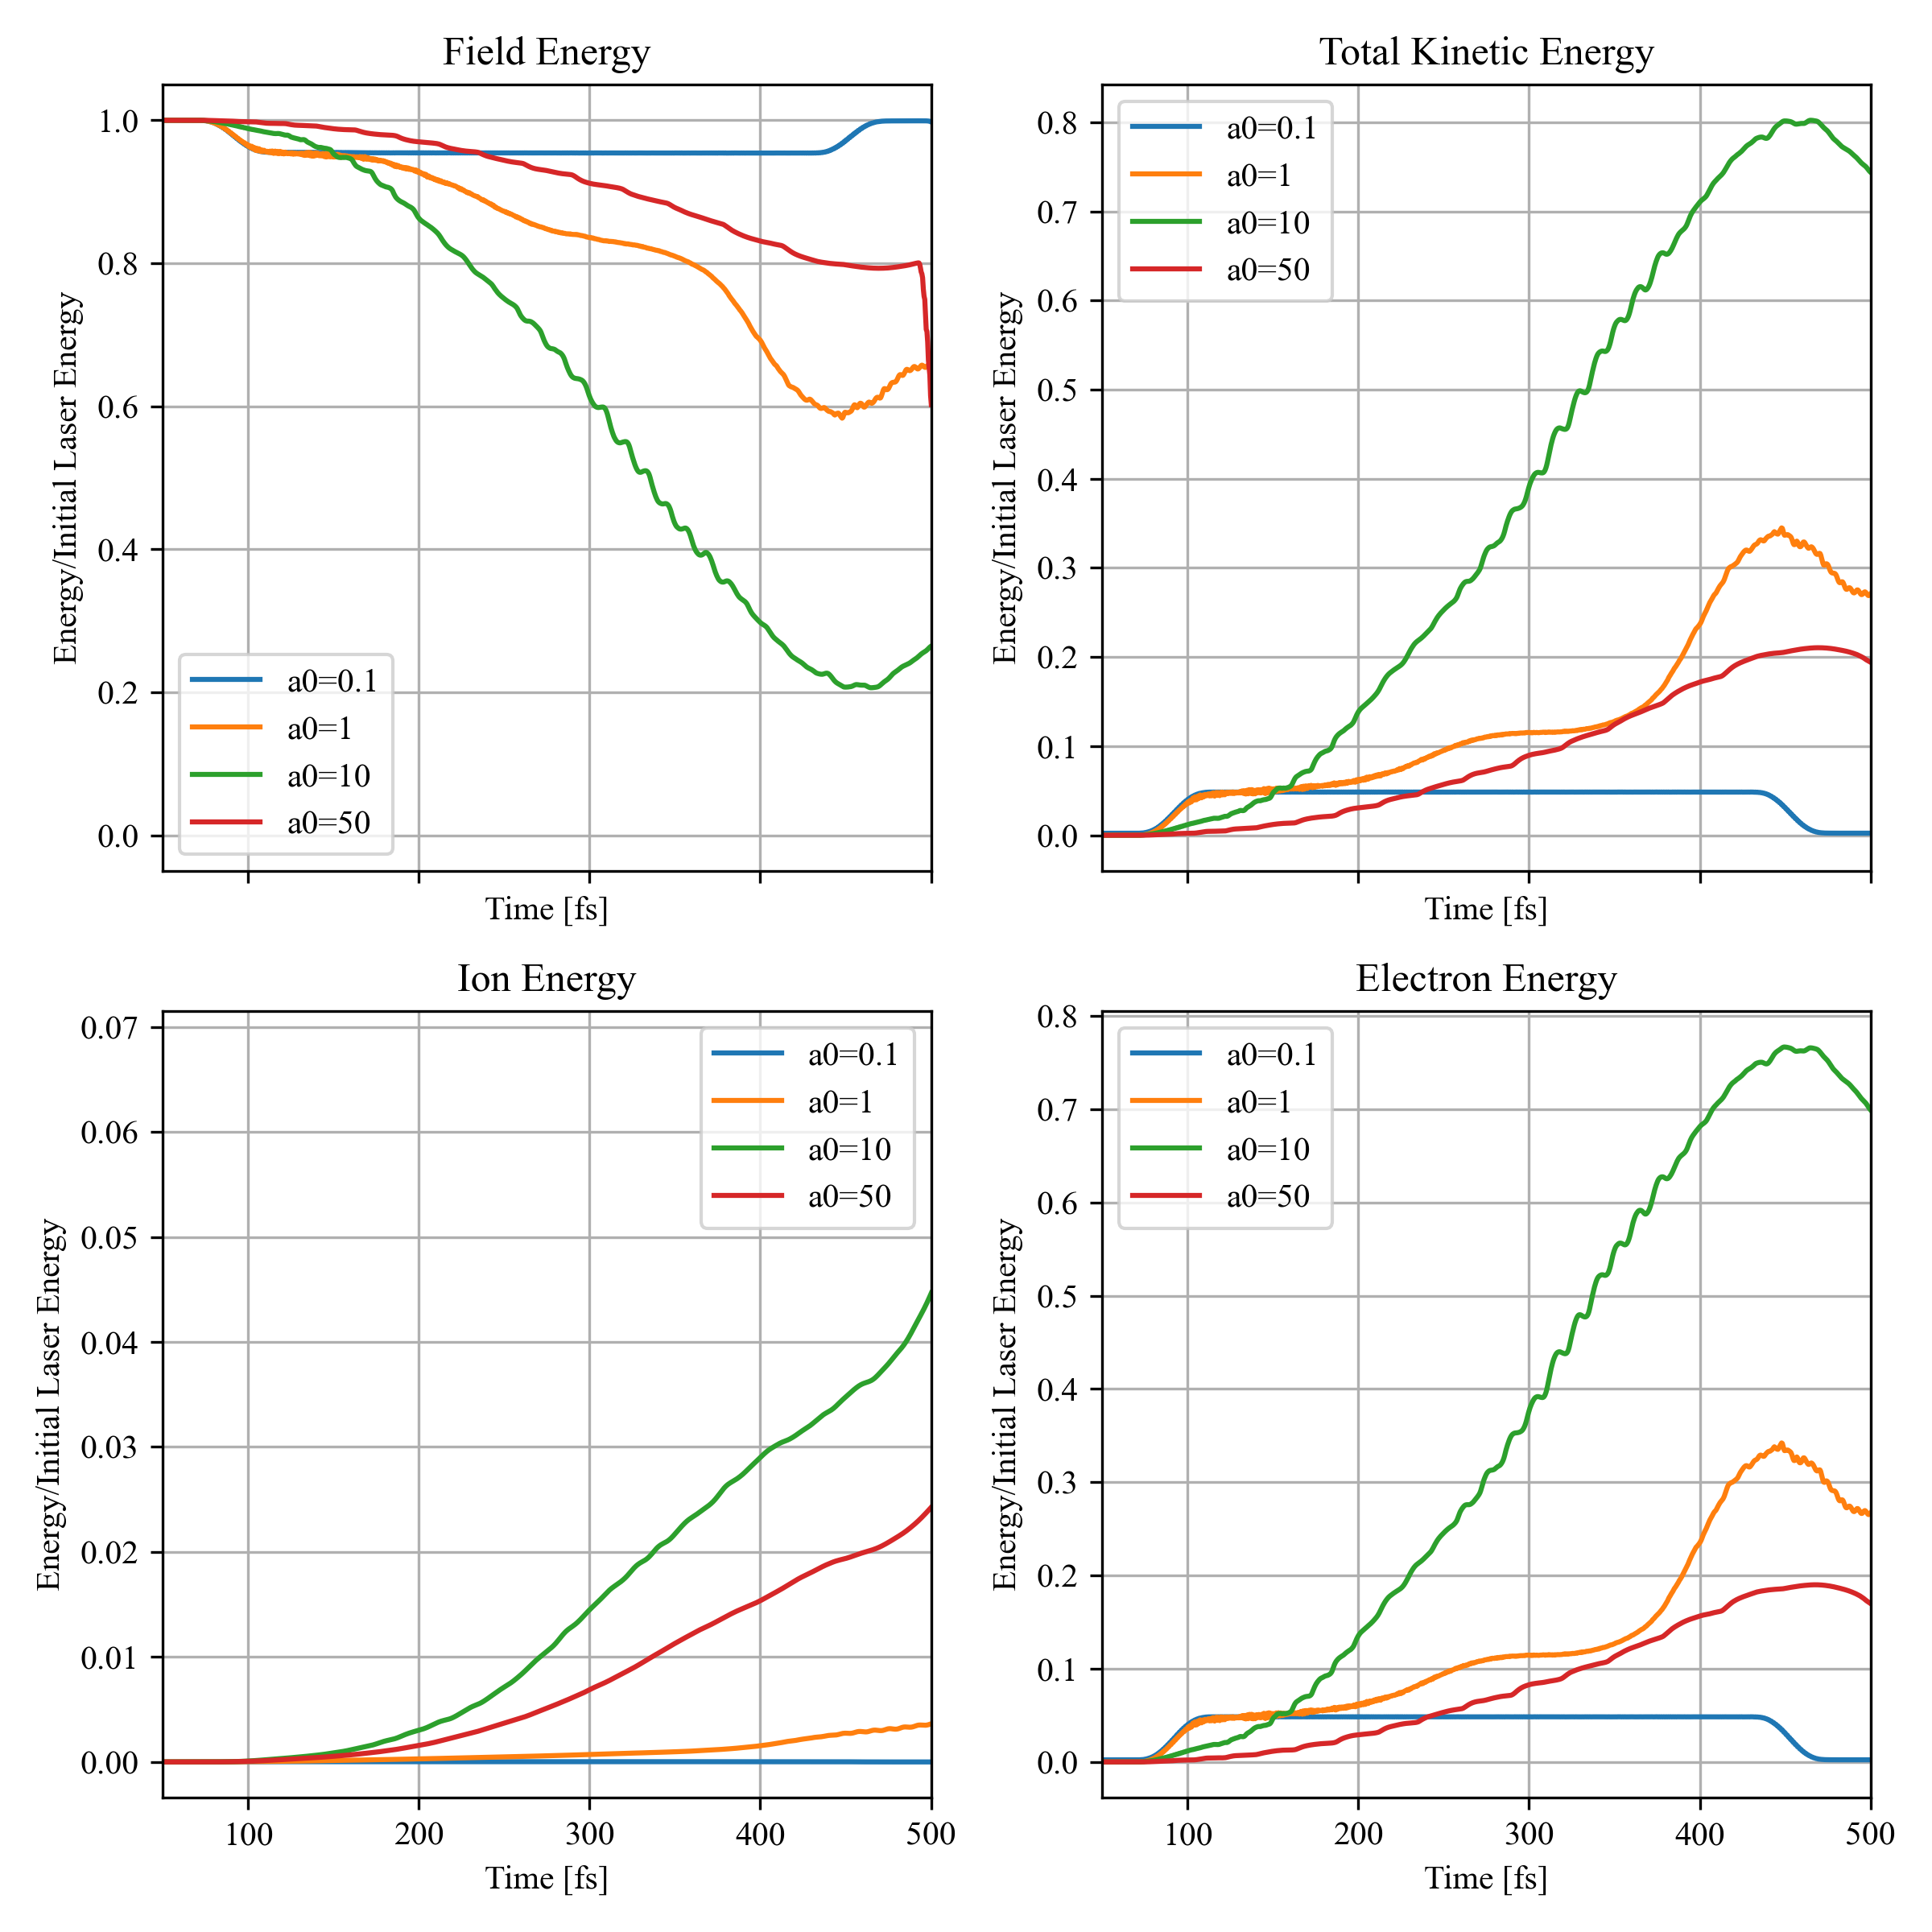 Field Energy
Energy/Initial Laser Energy
1.0
0.8
0.6
0.4
0.2
0.0
a0=0.1
a0=1
a0=10
a0=50
Time [fs]
Total Kinetic Energy
Energy/Initial Laser Energy
0.8
0.7
0.6
0.5
0.4
0.3
0.2
0.1
0.0
a0=0.1
a0=1
a0=10
a0=50
Time [fs]
Ion Energy
Energy/Initial Laser Energy
0.07
0.06
0.05
0.04
0.03
0.02
0.01
0.00
a0=0.1
a0=1
a0=10
a0=50
100 200 300 400 500
Time [fs]
Electron Energy
Energy/Initial Laser Energy
0.8
0.7
0.6
0.5
0.4
0.3
0.2
0.1
0.0
a0=0.1
a0=1
a0=10
a0=50
100 200 300 400 500
Time [fs]